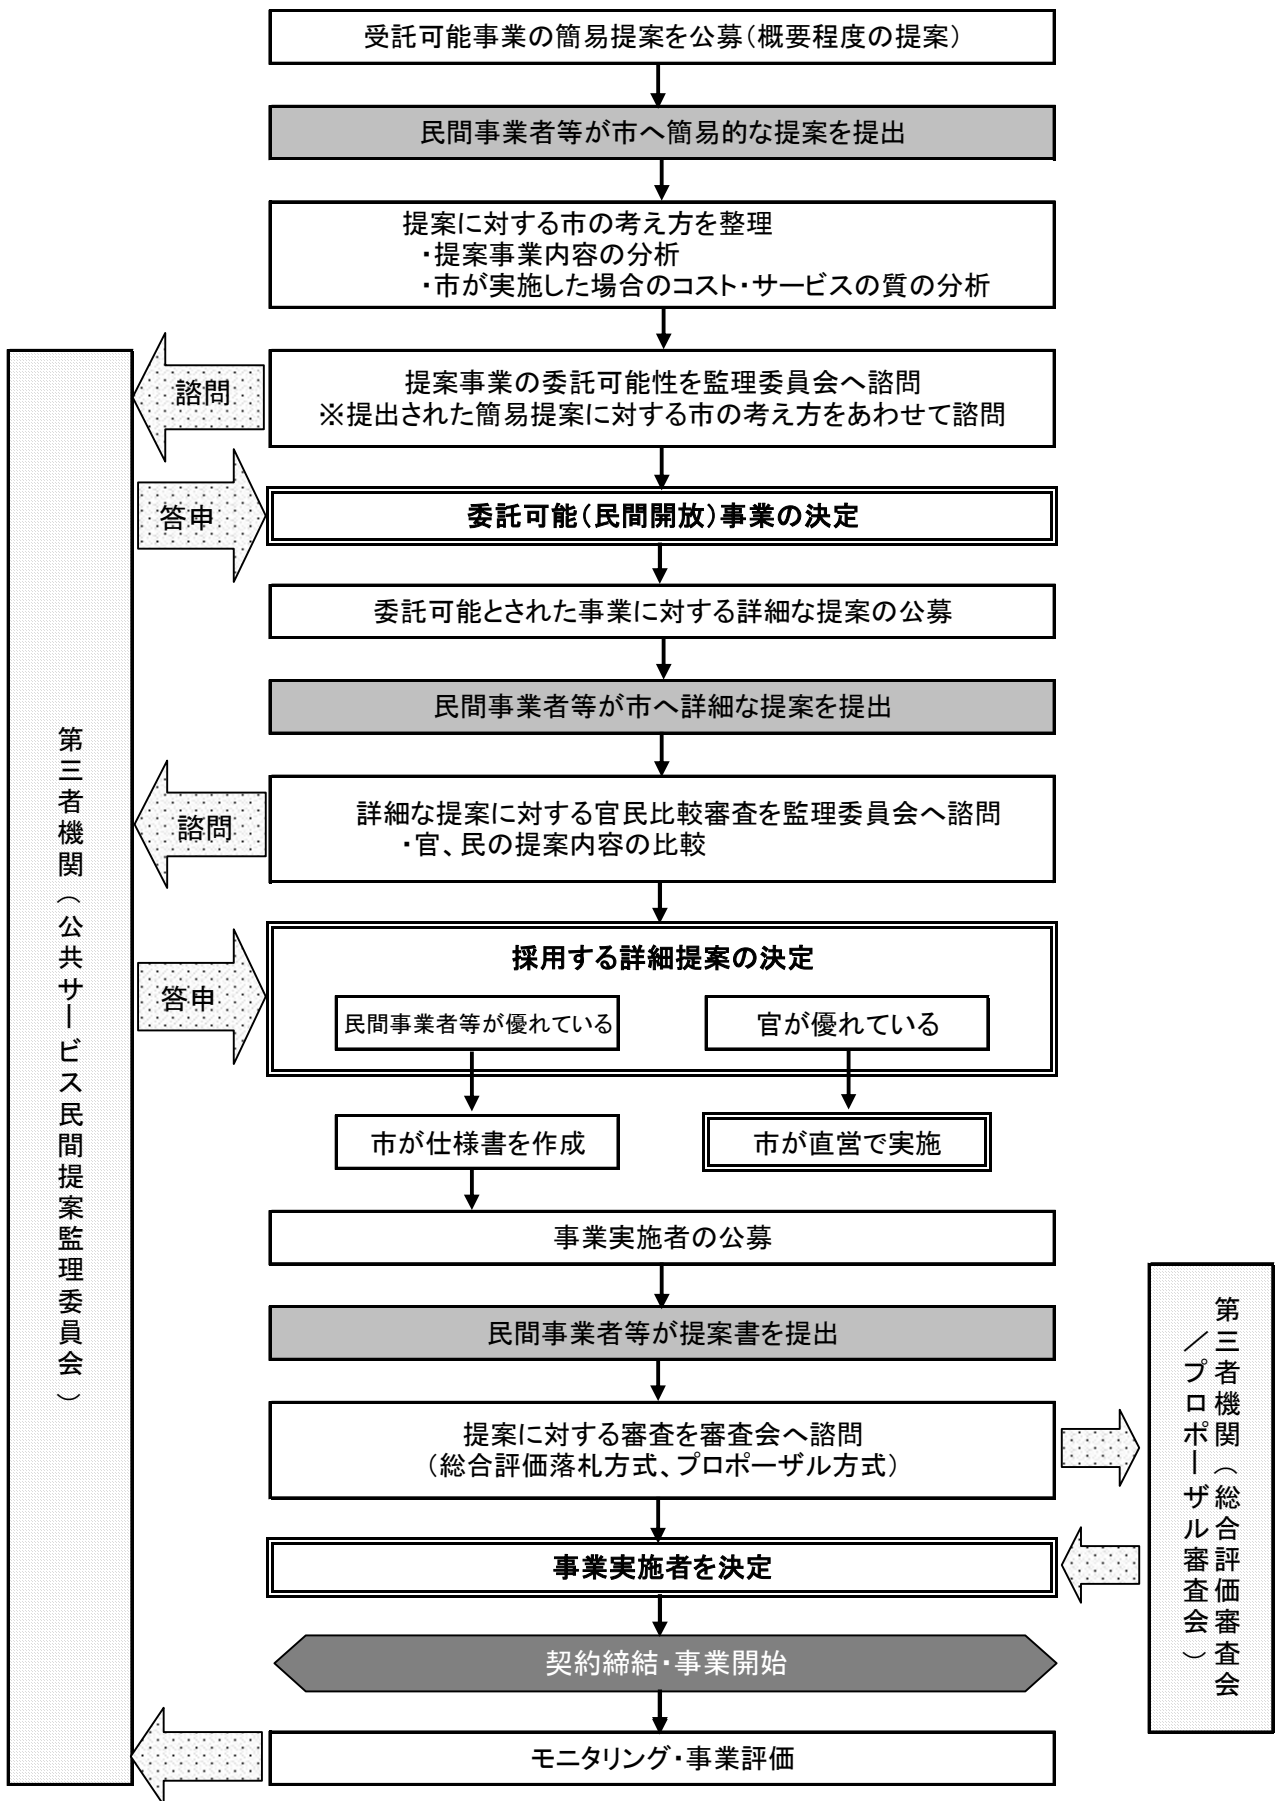 受託可能事業の簡易提案を公募（概要程度の提案）
民間事業者等が市へ簡易的な提案を提出
提案に対する市の考え方を整理
・提案事業内容の分析
・市が実施した場合のコスト・サービスの質の分析
諮問
提案事業の委託可能性を監理委員会へ諮問
※提出された簡易提案に対する市の考え方をあわせて諮問
答申
委託可能（民間開放）事業の決定
委託可能とされた事業に対する詳細な提案の公募
民間事業者等が市へ詳細な提案を提出
諮問
詳細な提案に対する官民比較審査を監理委員会へ諮問
・官、民の提案内容の比較
答申
採用する詳細提案の決定
民間事業者等が優れている
官が優れている
市が仕様書を作成
市が直営で実施
事業実施者の公募
民間事業者等が提案書を提出
提案に対する審査を審査会へ諮問
（総合評価落札方式、プロポーザル方式）
事業実施者を決定
契約締結・事業開始
モニタリング・事業評価
第三者機関（公共サービス民間提案監理委員会）
第三者機関（総合評価審査会
／プロポーザル審査会）